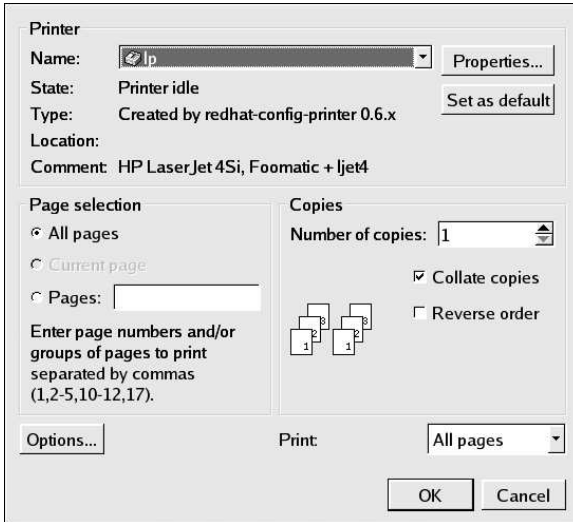 Printer
Name: lp
Properties...
State: Printer idle
Set as default
Type: Created by redhat-config-printer 0.6.x
Location:
Comment: HP LaserJet 4Si, Foomatic + ljet4
Page selection
All pages
Current page
Pages:
Enter page numbers and/or
groups of pages to print
separated by commas
(1,2-5,10-12,17).
Copies
Number of copies: 1
Collate copies
Reverse order
1 2 3 1 2 3
Options...
Print: All pages
OK Cancel